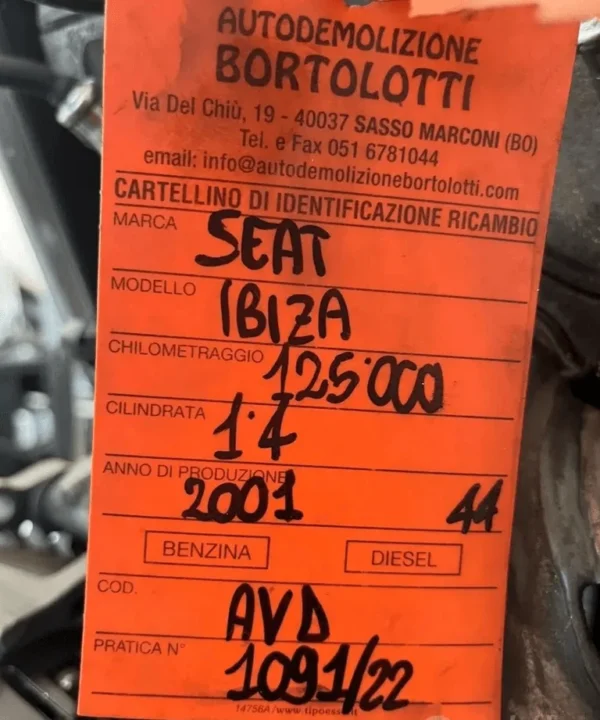 AUTODEMOLIZIONE
BORTOLOTTI
Via Del Chiù, 19 - 40037 SASSO MARCONI (BO)
Tel. e Fax 051 6781044
email: info@autodemolizionebortolotti.com
CARTELLINO DI IDENTIFICAZIONE RICAMBIO
MARCA SEAT
MODELLO IBIZA
CHILOMETRAGGIO 125.000
CILINDRATA 1.4
ANNO DI PRODUZIONE 2001 44
BENZINA DIESEL
COD. AVD
PRATICA N° 1091/22